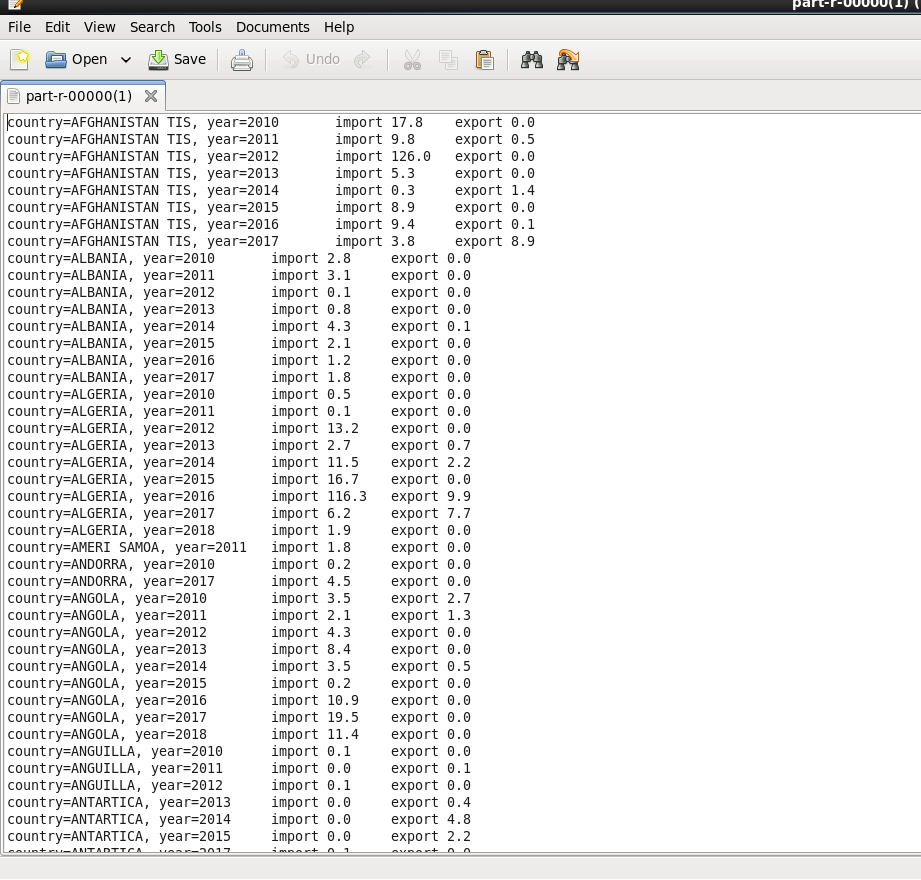 part-r-00000(1) (
File Edit View Search Tools Documents Help
Open Save Undo
part-r-00000(1)
country=AFGHANISTAN TIS, year=2010 import 17.8 export 0.0
country=AFGHANISTAN TIS, year=2011 import 9.8 export 0.5
country=AFGHANISTAN TIS, year=2012 import 126.0 export 0.0
country=AFGHANISTAN TIS, year=2013 import 5.3 export 0.0
country=AFGHANISTAN TIS, year=2014 import 0.3 export 1.4
country=AFGHANISTAN TIS, year=2015 import 8.9 export 0.0
country=AFGHANISTAN TIS, year=2016 import 9.4 export 0.1
country=AFGHANISTAN TIS, year=2017 import 3.8 export 8.9
country=ALBANIA, year=2010 import 2.8 export 0.0
country=ALBANIA, year=2011 import 3.1 export 0.0
country=ALBANIA, year=2012 import 0.1 export 0.0
country=ALBANIA, year=2013 import 0.8 export 0.0
country=ALBANIA, year=2014 import 4.3 export 0.1
country=ALBANIA, year=2015 import 2.1 export 0.0
country=ALBANIA, year=2016 import 1.2 export 0.0
country=ALBANIA, year=2017 import 1.8 export 0.0
country=ALGERIA, year=2010 import 0.5 export 0.0
country=ALGERIA, year=2011 import 0.1 export 0.0
country=ALGERIA, year=2012 import 13.2 export 0.0
country=ALGERIA, year=2013 import 2.7 export 0.7
country=ALGERIA, year=2014 import 11.5 export 2.2
country=ALGERIA, year=2015 import 16.7 export 0.0
country=ALGERIA, year=2016 import 116.3 export 9.9
country=ALGERIA, year=2017 import 6.2 export 7.7
country=ALGERIA, year=2018 import 1.9 export 0.0
country=AMERI SAMOA, year=2011 import 1.8 export 0.0
country=ANDORRA, year=2010 import 0.2 export 0.0
country=ANDORRA, year=2017 import 4.5 export 0.0
country=ANGOLA, year=2010 import 3.5 export 2.7
country=ANGOLA, year=2011 import 2.1 export 1.3
country=ANGOLA, year=2012 import 4.3 export 0.0
country=ANGOLA, year=2013 import 8.4 export 0.0
country=ANGOLA, year=2014 import 3.5 export 0.5
country=ANGOLA, year=2015 import 0.2 export 0.0
country=ANGOLA, year=2016 import 10.9 export 0.0
country=ANGOLA, year=2017 import 19.5 export 0.0
country=ANGOLA, year=2018 import 11.4 export 0.0
country=ANGUILLA, year=2010 import 0.1 export 0.0
country=ANGUILLA, year=2011 import 0.0 export 0.1
country=ANGUILLA, year=2012 import 0.1 export 0.0
country=ANTARTICA, year=2013 import 0.0 export 0.4
country=ANTARTICA, year=2014 import 0.0 export 4.8
country=ANTARTICA, year=2015 import 0.0 export 2.2